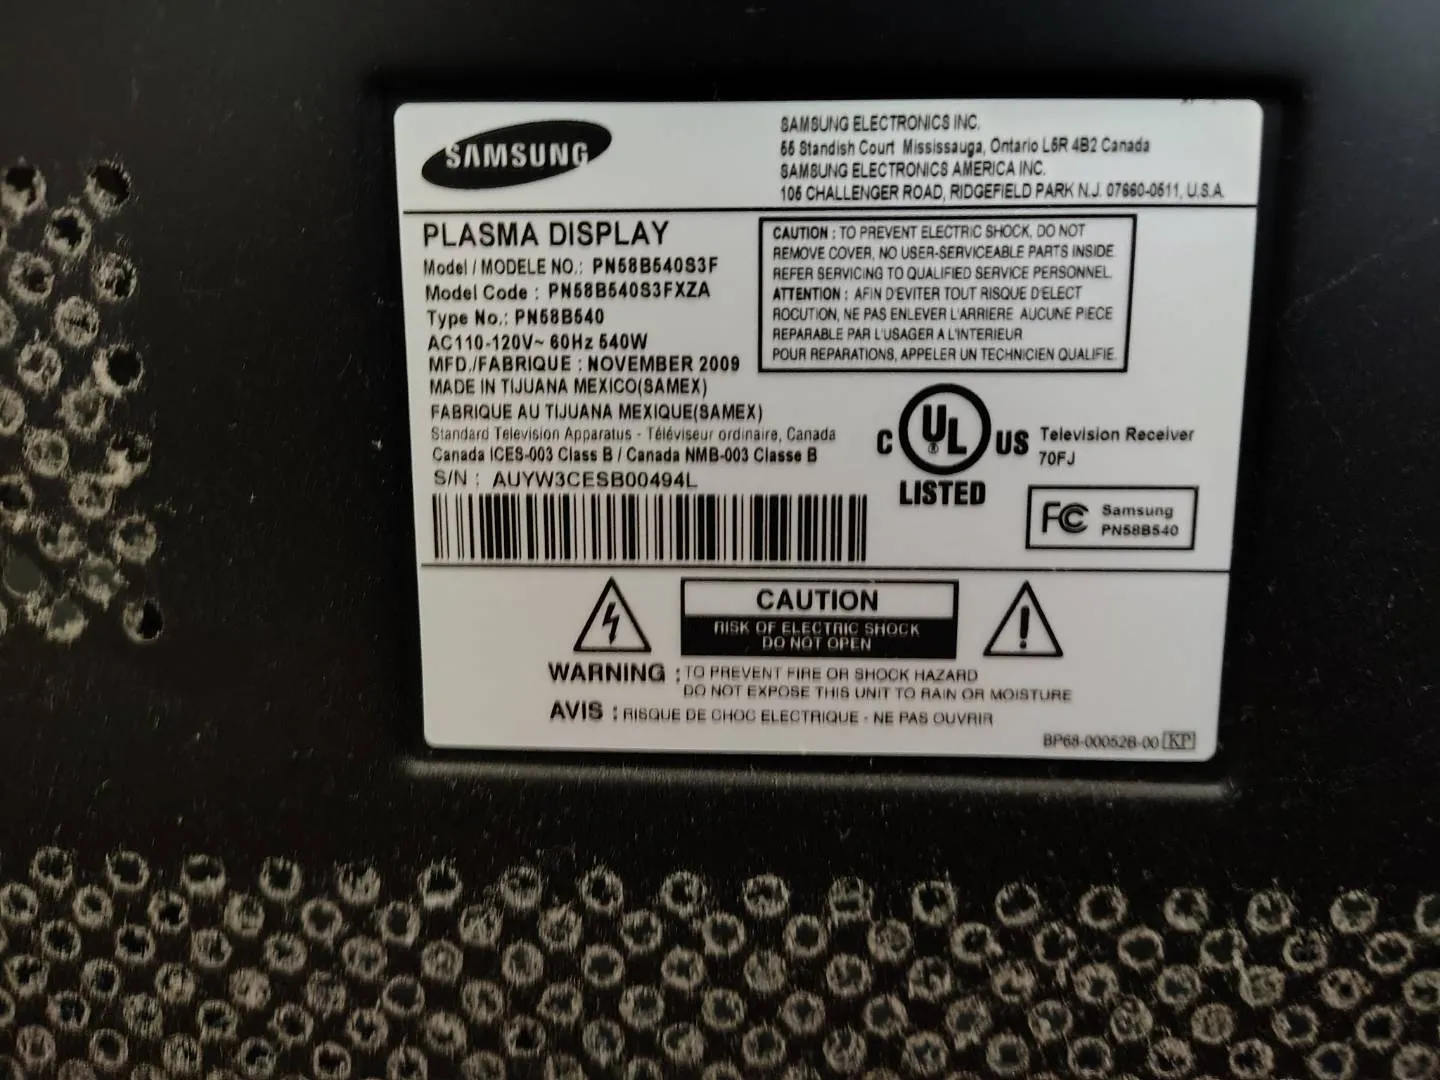 SAMSUNG
SAMSUNG ELECTRONICS INC.
55 Standish Court Mississauga, Ontario L5R 4B2 Canada
SAMSUNG ELECTRONICS AMERICA INC.
105 CHALLENGER ROAD, RIDGEFIELD PARK N.J. 07660-0511, U.S.A.
PLASMA DISPLAY
Model / MODELE NO.: PN58B540S3F
Model Code : PN58B540S3FXZA
Type No.: PN58B540
AC110-120V~ 60Hz 540W
MFD./FABRIQUE : NOVEMBER 2009
MADE IN TIJUANA MEXICO(SAMEX)
FABRIQUE AU TIJUANA MEXIQUE(SAMEX)
Standard Television Apparatus - Téléviseur ordinaire, Canada
Canada ICES-003 Class B / Canada NMB-003 Classe B
S/N : AUYW3CESB00494L
CAUTION : TO PREVENT ELECTRIC SHOCK, DO NOT
REMOVE COVER, NO USER-SERVICEABLE PARTS INSIDE.
REFER SERVICING TO QUALIFIED SERVICE PERSONNEL.
ATTENTION : AFIN D'EVITER TOUT RISQUE D'ELECT
ROCUTION, NE PAS ENLEVER L'ARRIERE AUCUNE PIECE
REPARABLE PAR L'USAGER A L'INTERIEUR
POUR REPARATIONS, APPELER UN TECHNICIEN QUALIFIE.
C UL ® US
LISTED
Television Receiver
70FJ
FC
Samsung
PN58B540
CAUTION
RISK OF ELECTRIC SHOCK
DO NOT OPEN
WARNING : TO PREVENT FIRE OR SHOCK HAZARD
DO NOT EXPOSE THIS UNIT TO RAIN OR MOISTURE
AVIS : RISQUE DE CHOC ELECTRIQUE - NE PAS OUVRIR
BP68-00052B-00 KP